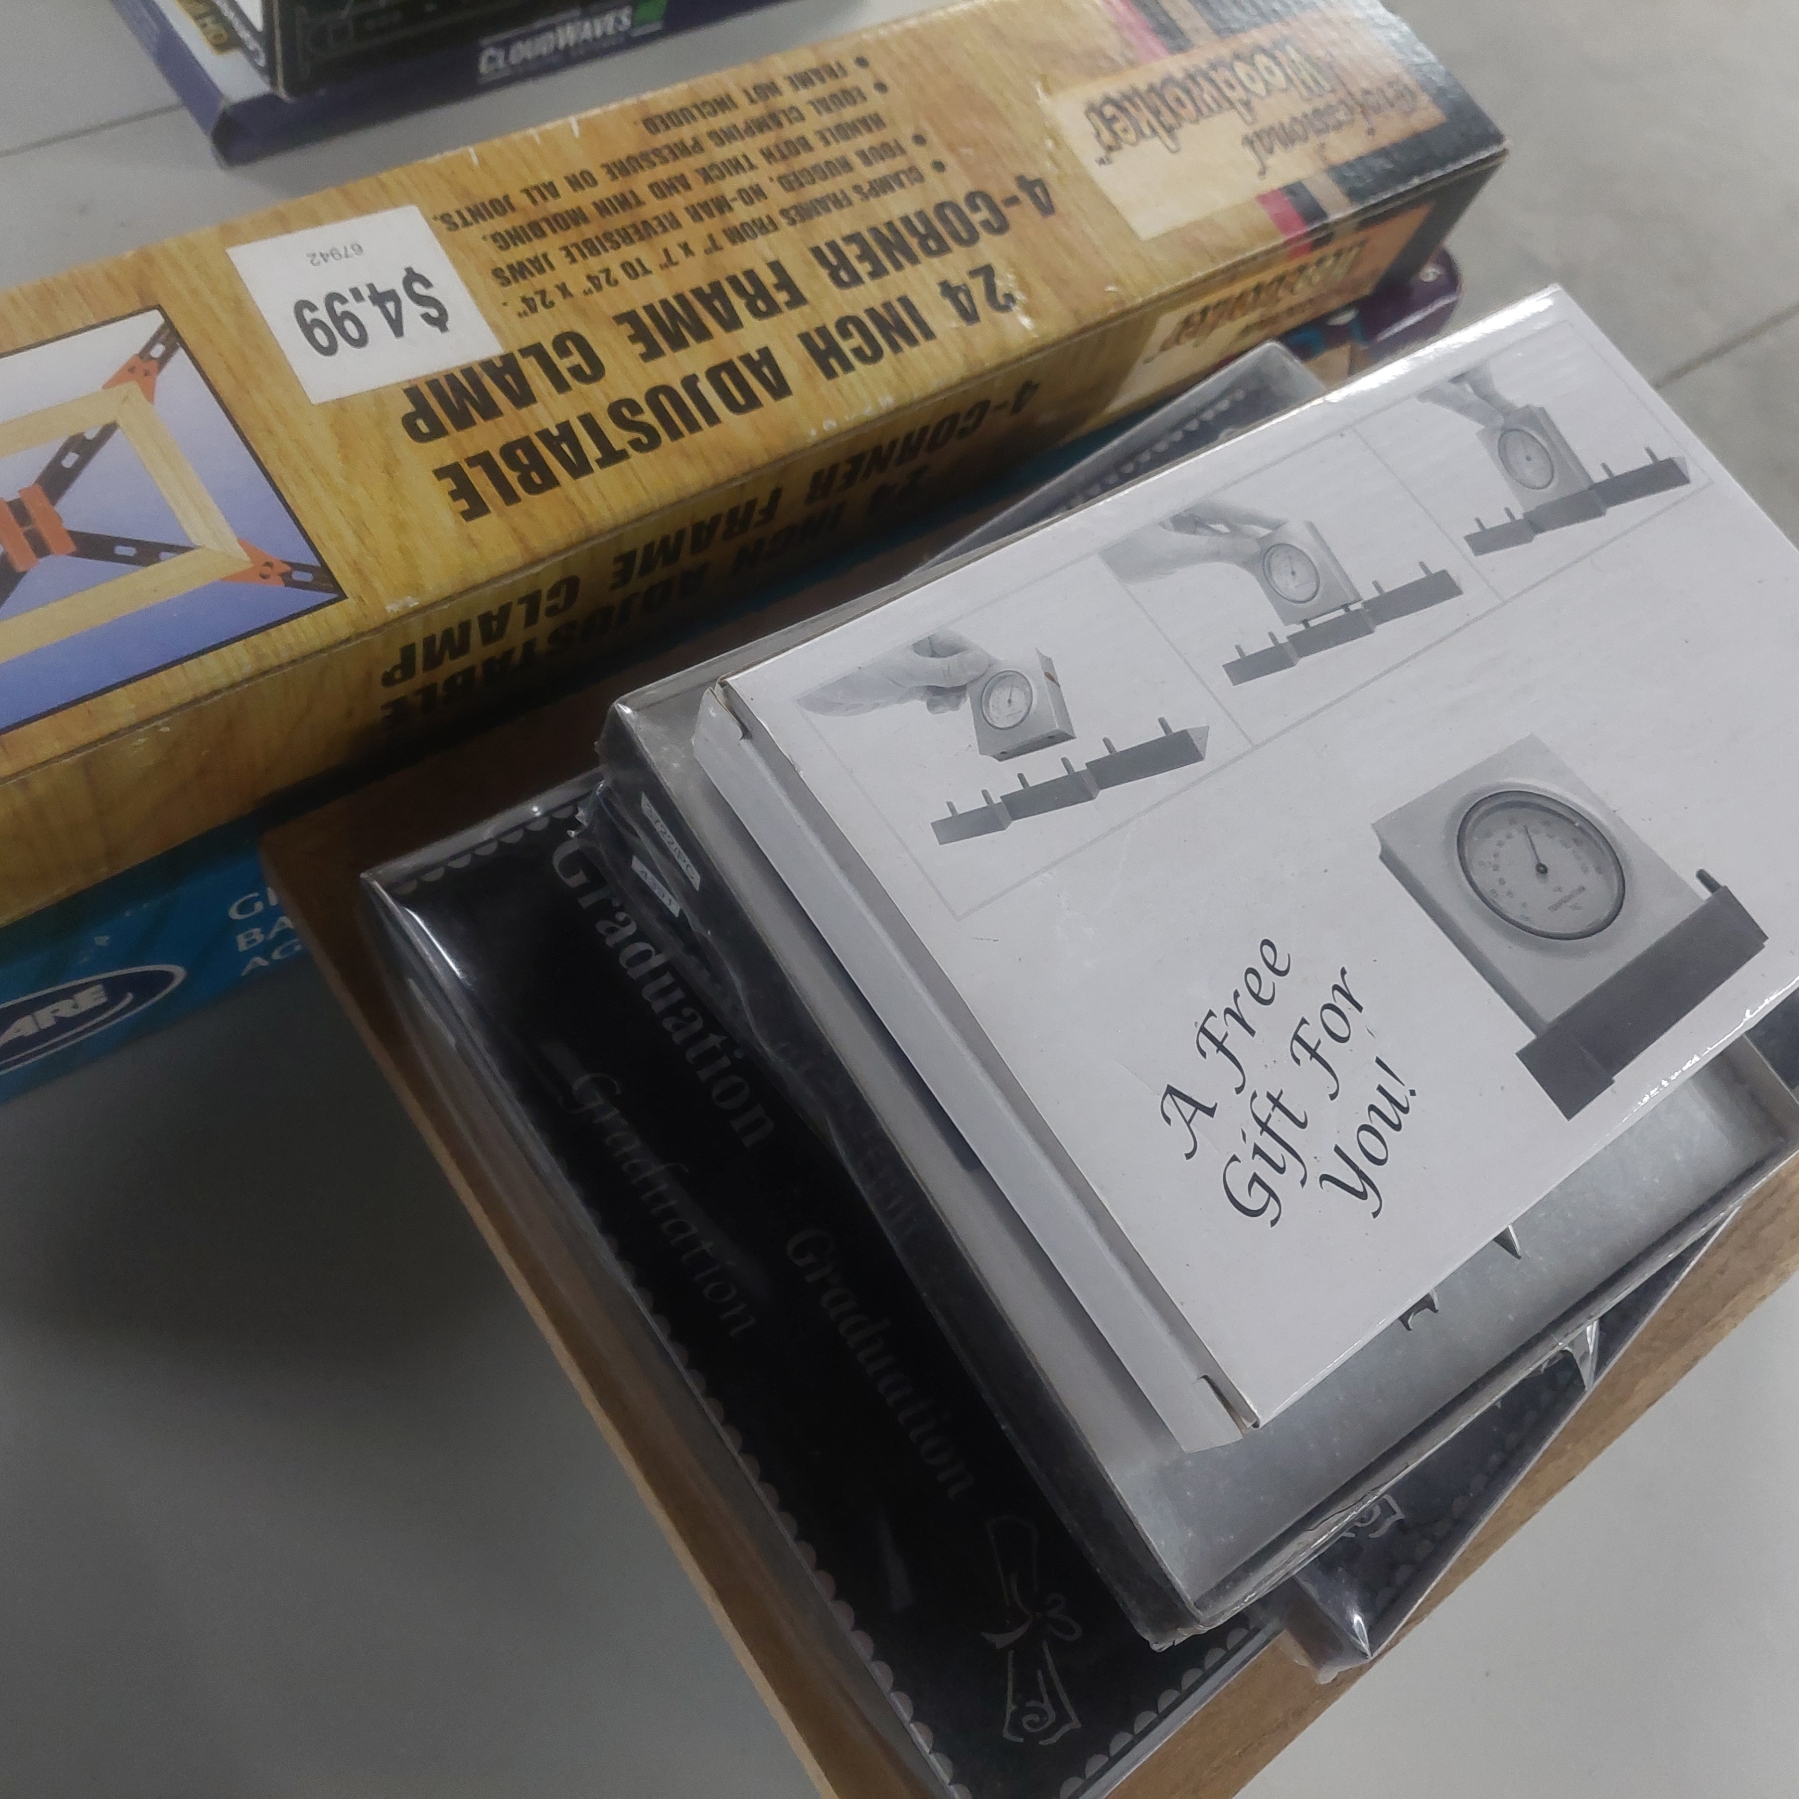 CLOUDWAVES
Professional
Woodworker™
24 INCH ADJUSTABLE
4-CORNER FRAME CLAMP
• CLAMPS FRAMES FROM 7" x 7" TO 24" x 24".
• FOUR RUGGED, NO-MAR REVERSIBLE JAWS
HANDLE BOTH THICK AND THIN MOLDING.
• EQUAL CLAMPING PRESSURE ON ALL JOINTS.
• FRAME NOT INCLUDED
$4.99
67942
Woodworker
24 INCH ADJUSTABLE
4-CORNER FRAME CLAMP
A Free
Gift For
You!
Graduation
Graduation
Graduation